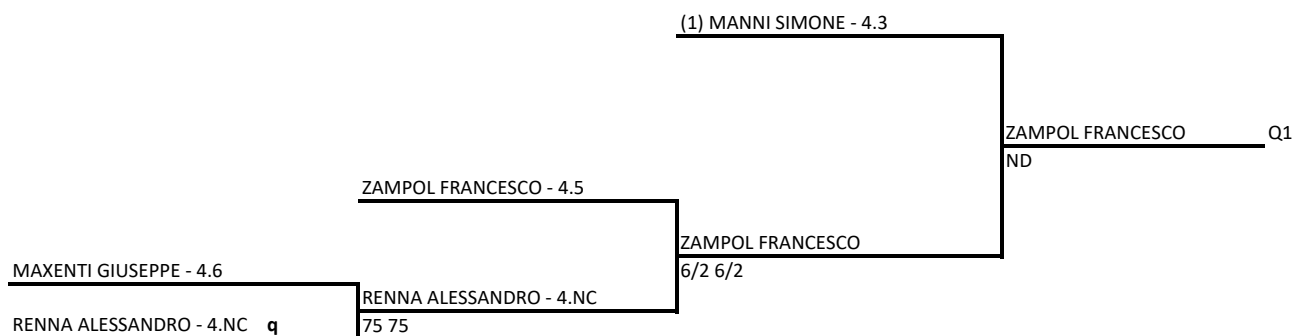 (1) MANNI SIMONE - 4.3
ZAMPOL FRANCESCO Q1
ND
ZAMPOL FRANCESCO - 4.5
ZAMPOL FRANCESCO
6/2 6/2
MAXENTI GIUSEPPE - 4.6
RENNA ALESSANDRO - 4.NC
RENNA ALESSANDRO - 4.NC q
75 75